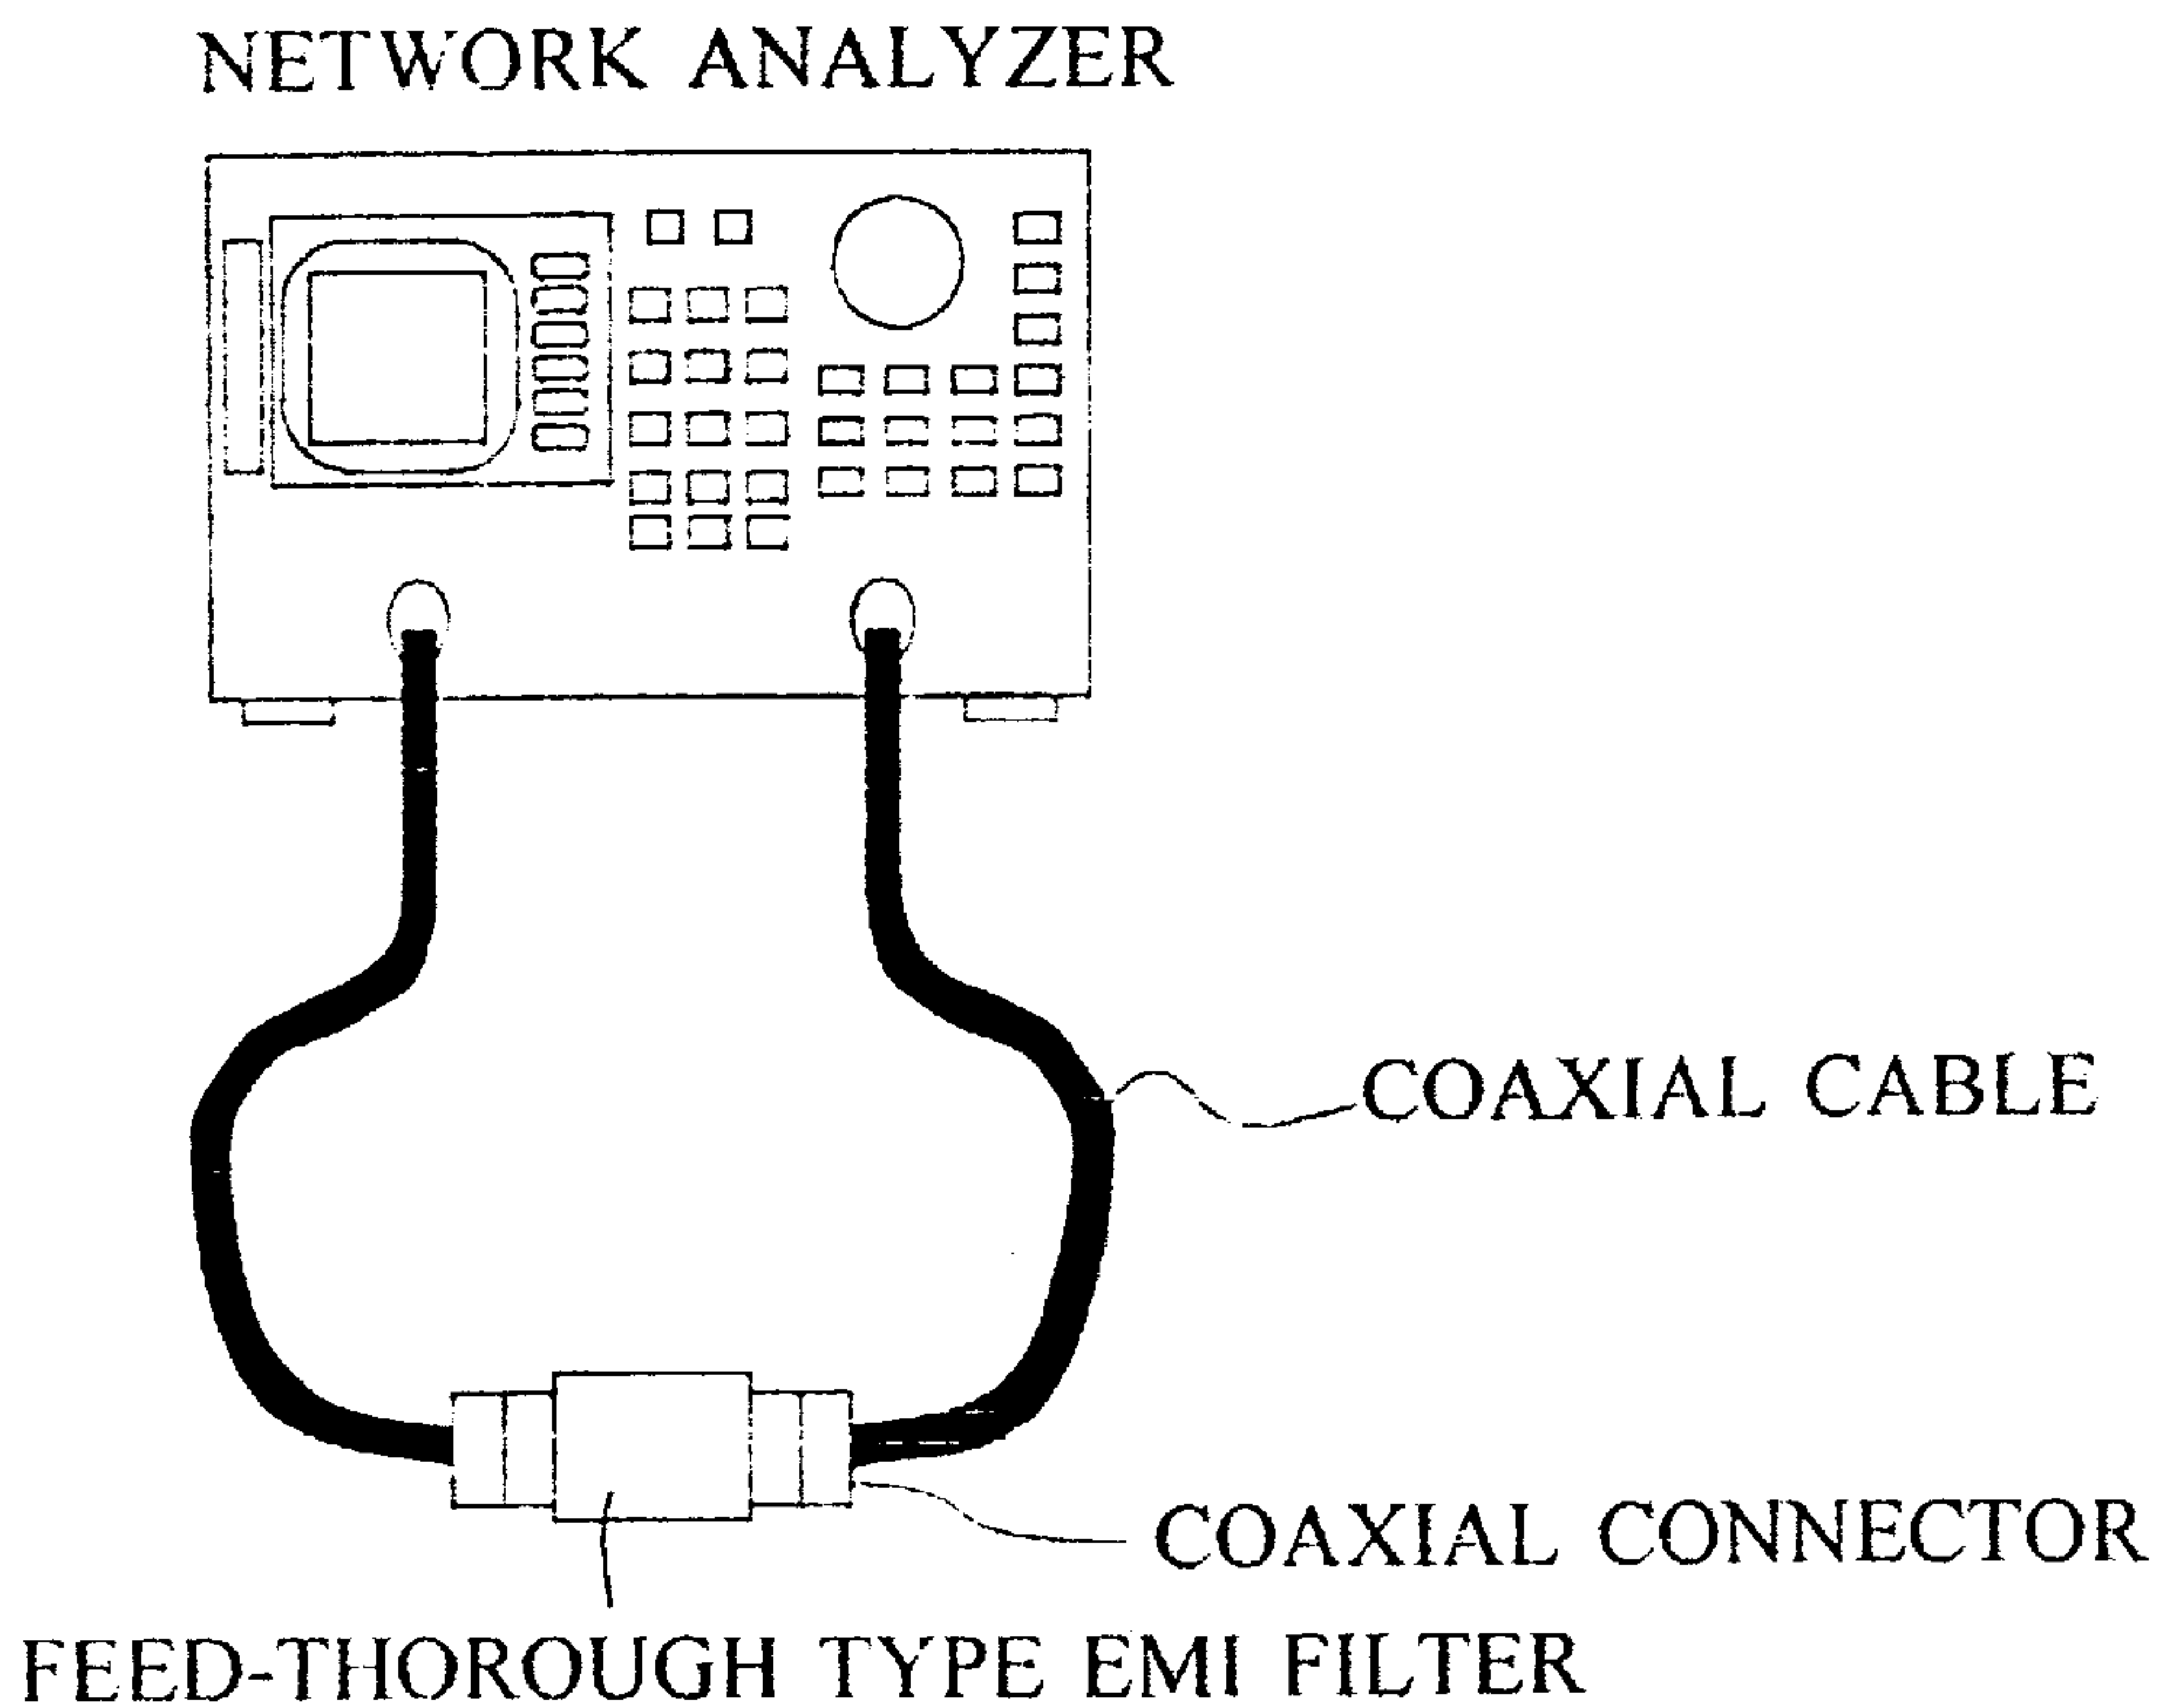 NETWORK ANALYZER
COAXIAL CABLE
COAXIAL CONNECTOR
FEED-THOROUGH TYPE EMI FILTER